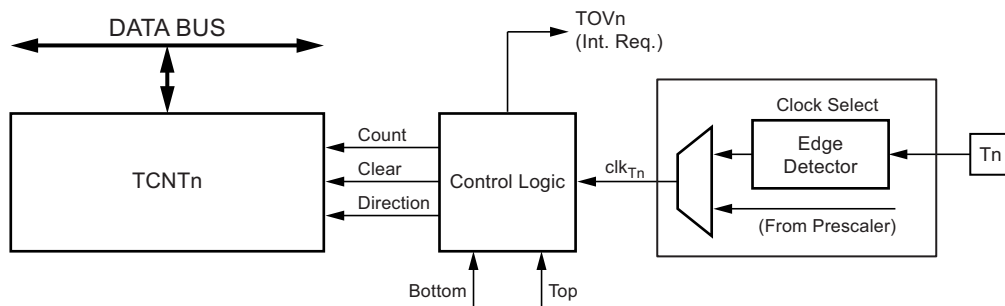 DATA BUS
TOVn
(Int. Req.)
TCNTn
Count
Clear
Direction
Control Logic
clkTn
Clock Select
Edge
Detector
Tn
(From Prescaler)
Bottom
Top